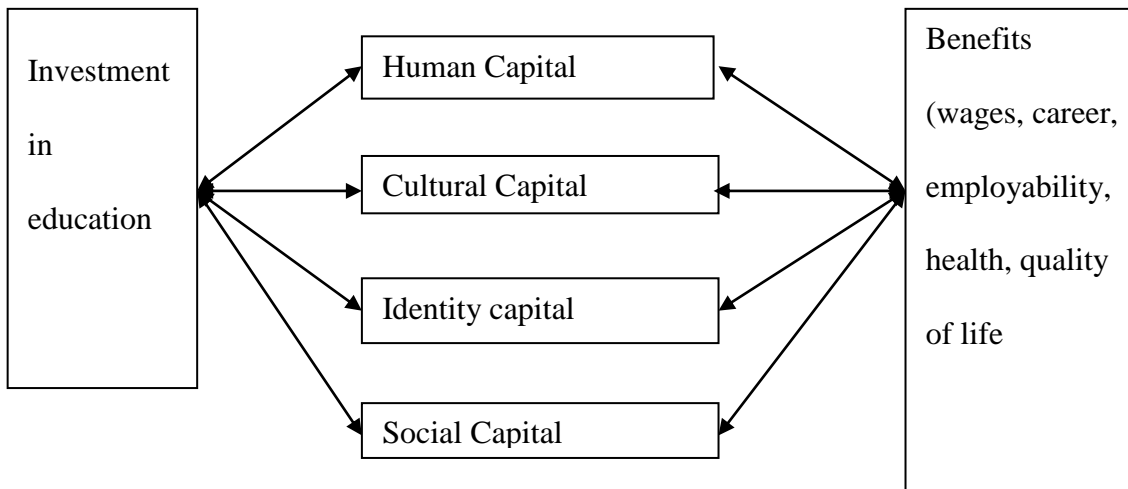 Investment
in
education
Human Capital
Cultural Capital
Identity capital
Social Capital
Benefits
(wages, career,
employability,
health, quality
of life